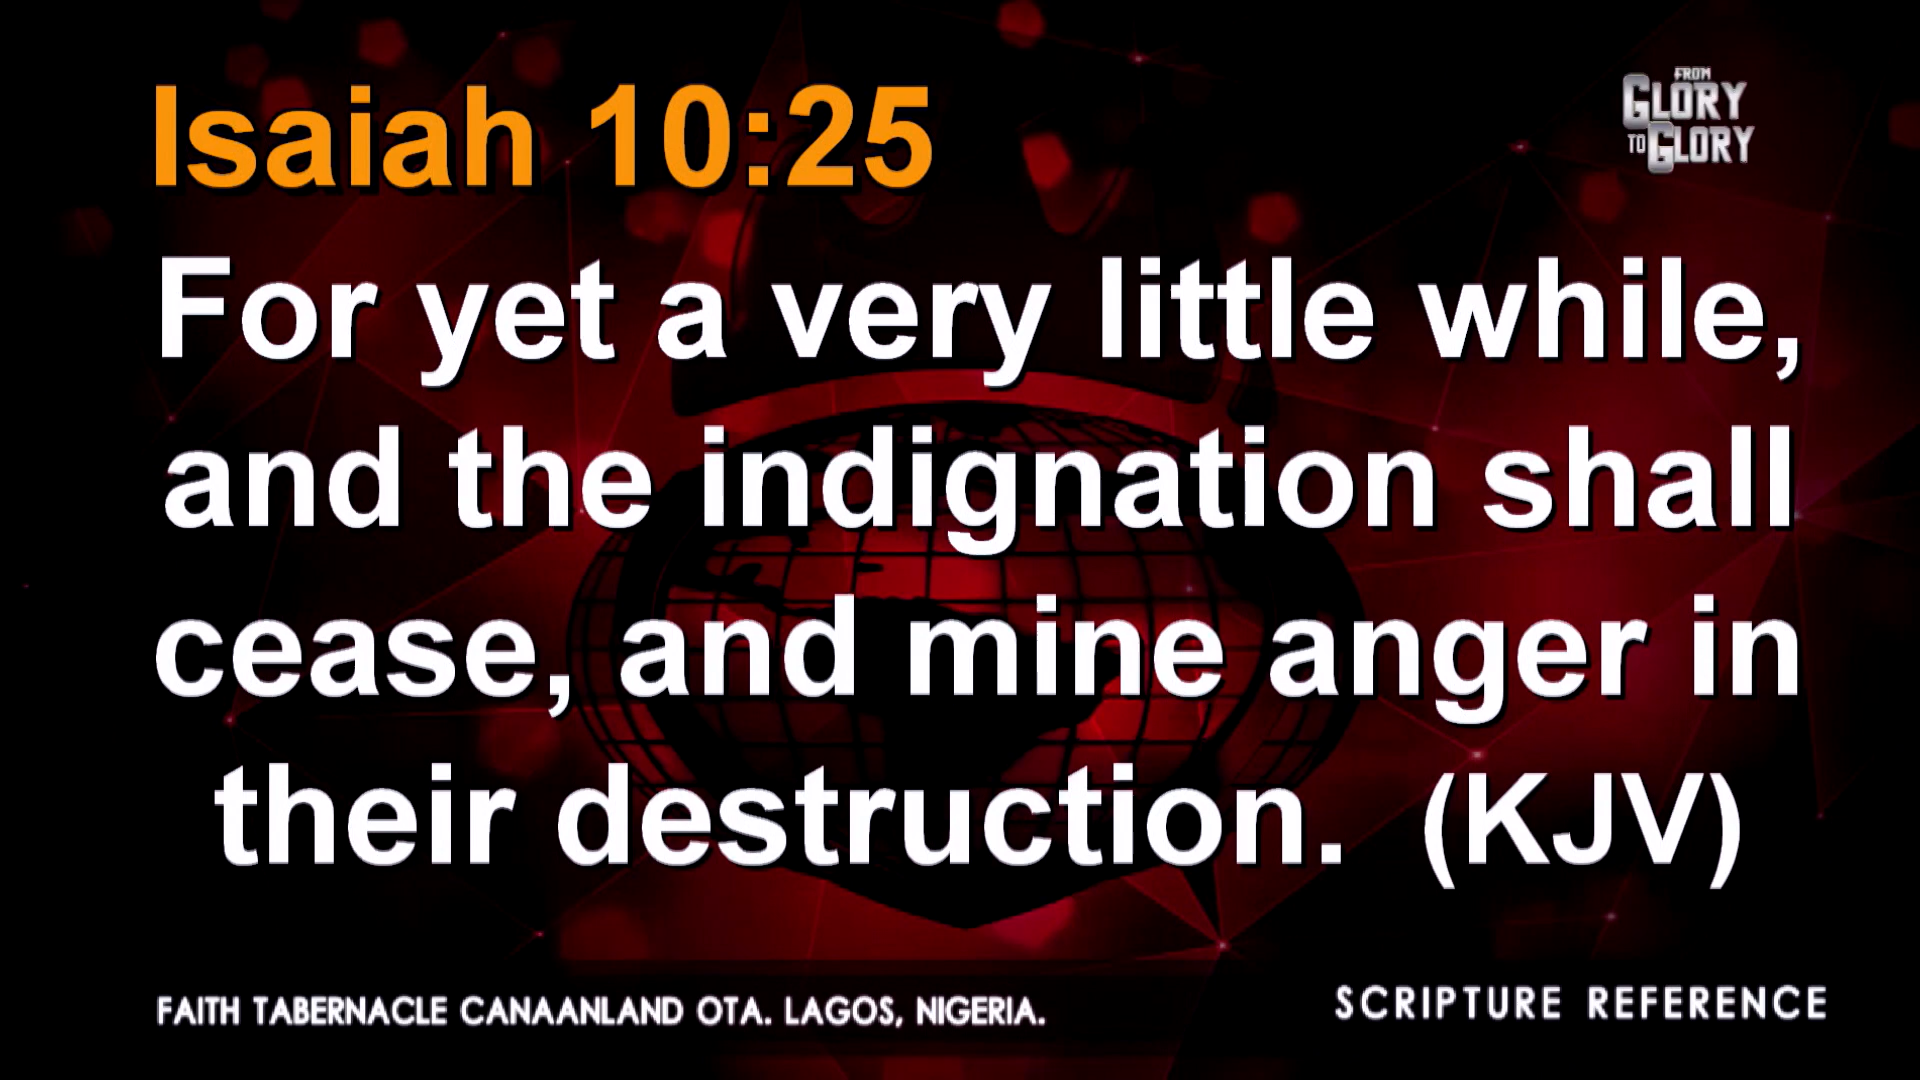 Isaiah 10:25
FROM
GLORY
TO GLORY
For yet a very little while,
and the indignation shall
cease, and mine anger in
their destruction. (KJV)
FAITH TABERNACLE CANAANLAND OTA. LAGOS, NIGERIA.
SCRIPTURE REFERENCE